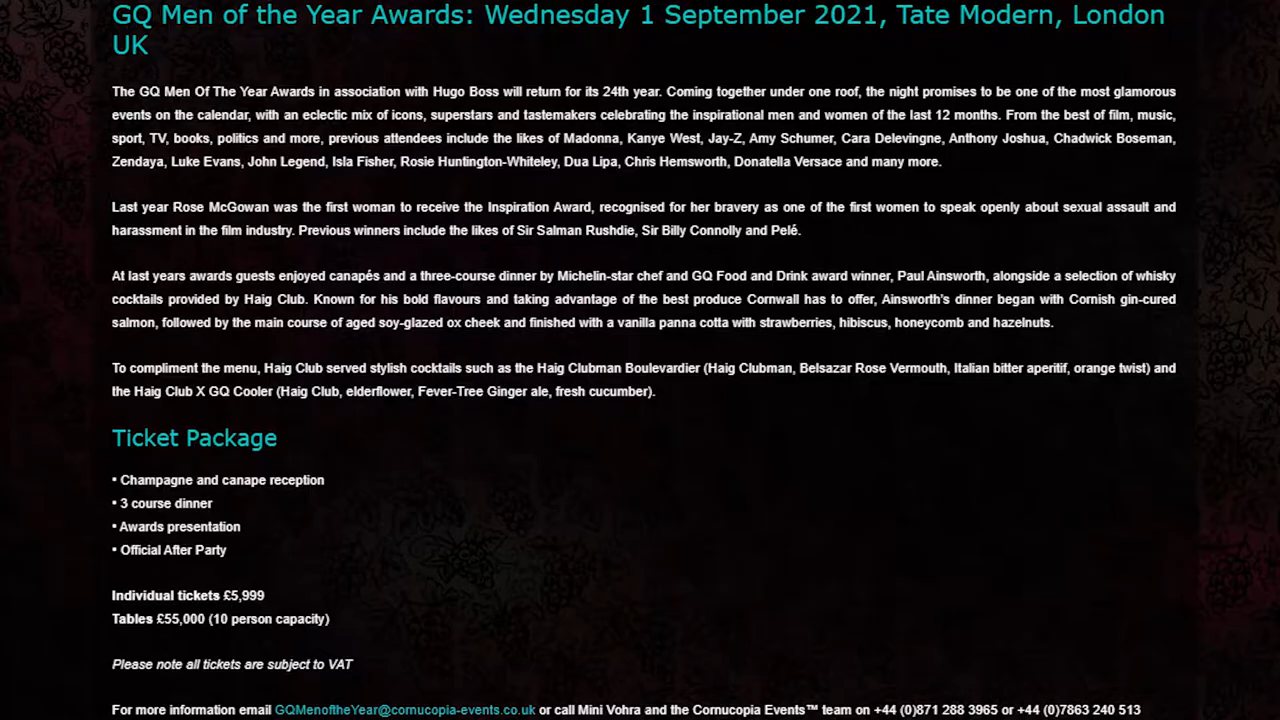 GQ Men of the Year Awards: Wednesday 1 September 2021, Tate Modern, London
UK
The GQ Men Of The Year Awards in association with Hugo Boss will return for its 24th year. Coming together under one roof, the night promises to be one of the most glamorous
events on the calendar, with an eclectic mix of icons, superstars and tastemakers celebrating the inspirational men and women of the last 12 months. From the best of film, music,
sport, TV, books, politics and more, previous attendees include the likes of Madonna, Kanye West, Jay-Z, Amy Schumer, Cara Delevingne, Anthony Joshua, Chadwick Boseman,
Zendaya, Luke Evans, John Legend, Isla Fisher, Rosie Huntington-Whiteley, Dua Lipa, Chris Hemsworth, Donatella Versace and many more.
Last year Rose McGowan was the first woman to receive the Inspiration Award, recognised for her bravery as one of the first women to speak openly about sexual assault and
harassment in the film industry. Previous winners include the likes of Sir Salman Rushdie, Sir Billy Connolly and Pelé.
At last years awards guests enjoyed canapés and a three-course dinner by Michelin-star chef and GQ Food and Drink award winner, Paul Ainsworth, alongside a selection of whisky
cocktails provided by Haig Club. Known for his bold flavours and taking advantage of the best produce Cornwall has to offer, Ainsworth’s dinner began with Cornish gin-cured
salmon, followed by the main course of aged soy-glazed ox cheek and finished with a vanilla panna cotta with strawberries, hibiscus, honeycomb and hazelnuts.
To compliment the menu, Haig Club served stylish cocktails such as the Haig Clubman Boulevardier (Haig Clubman, Belsazar Rose Vermouth, Italian bitter aperitif, orange twist) and
the Haig Club X GQ Cooler (Haig Club, elderflower, Fever-Tree Ginger ale, fresh cucumber).
Ticket Package
• Champagne and canape reception
• 3 course dinner
• Awards presentation
• Official After Party
Individual tickets £5,999
Tables £55,000 (10 person capacity)
Please note all tickets are subject to VAT
For more information email GQMenoftheYear@cornucopia-events.co.uk or call Mini Vohra and the Cornucopia Events™ team on +44 (0)871 288 3965 or +44 (0)7863 240 513